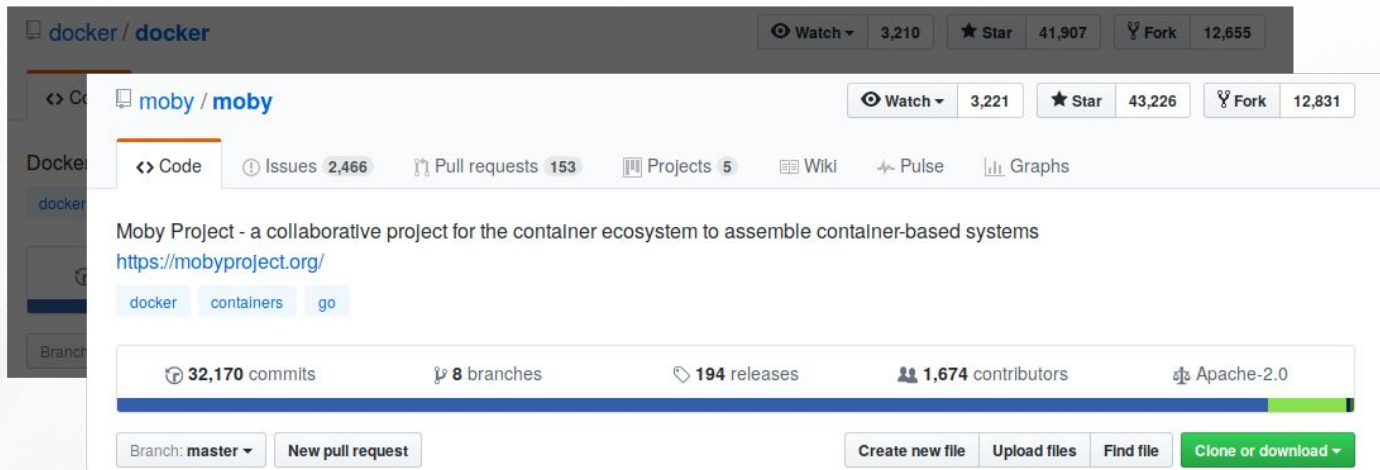 docker / docker
Watch 3,210 Star 41,907 Fork 12,655
moby / moby
Watch 3,221 Star 43,226 Fork 12,831
Docker
Code Issues 2,466 Pull requests 153 Projects 5 Wiki Pulse Graphs
docker
Moby Project - a collaborative project for the container ecosystem to assemble container-based systems
https://mobyproject.org/
docker containers go
32,170 commits 8 branches 194 releases 1,674 contributors Apache-2.0
Branch
Branch: master New pull request Create new file Upload files Find file Clone or download